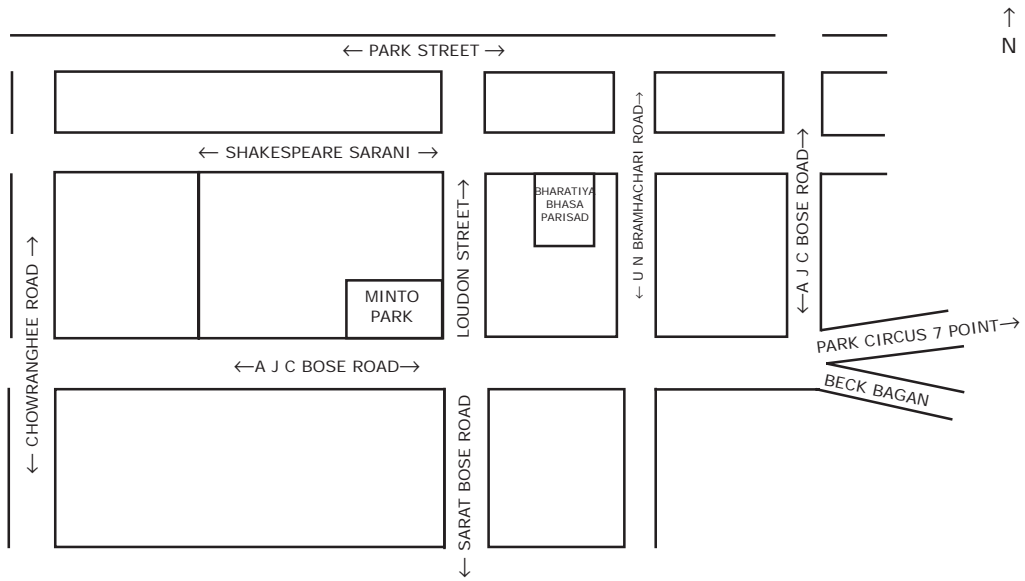 ↑
N
← PARK STREET →
← SHAKESPEARE SARANI →
← U N BRAMHACHARI ROAD→
←A J C BOSE ROAD→
BHARATIYA
BHASA
PARISAD
LOUDON STREET→
← CHOWRANGHEE ROAD →
MINTO
PARK
PARK CIRCUS 7 POINT→
←A J C BOSE ROAD→
BECK BAGAN
← SARAT BOSE ROAD